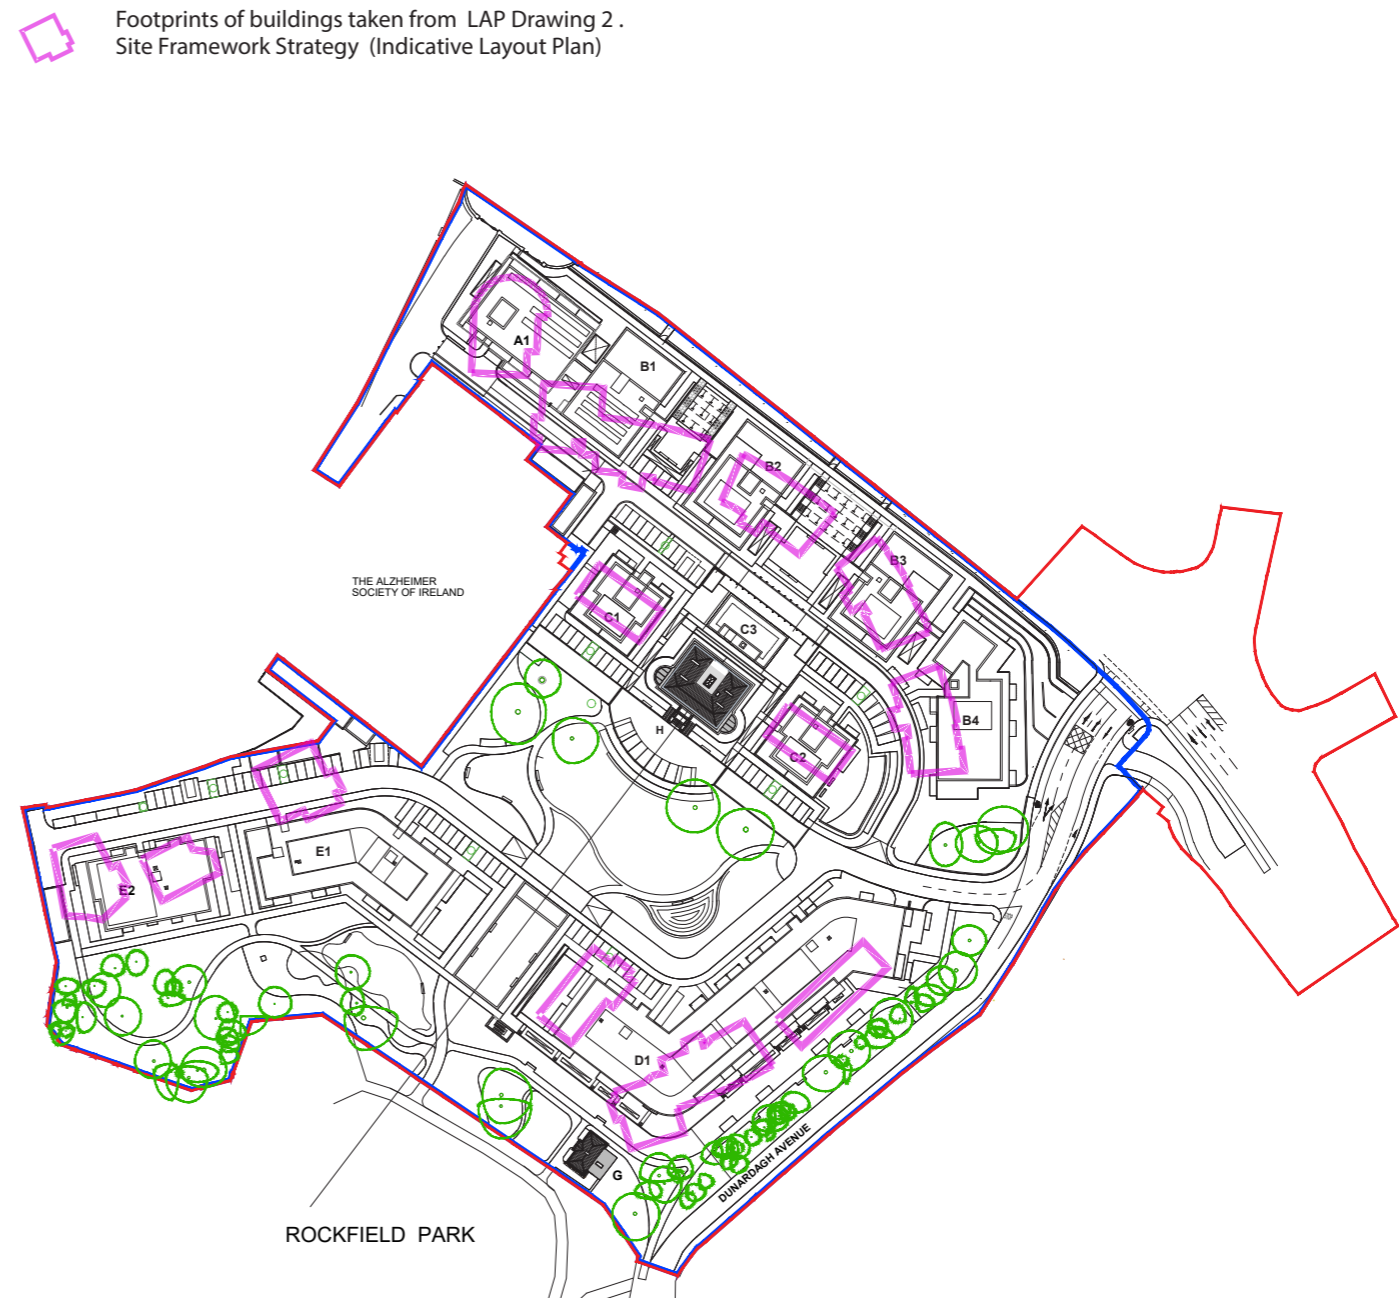 Footprints of buildings taken from  LAP Drawing 2 .
Site Framework Strategy  (Indicative Layout Plan)
A1
B1
B2
B3
THE ALZHEIMER
SOCIETY OF IRELAND
C1
C3
H
B4
C2
E1
E2
D1
G
DUNARDAGH AVENUE
ROCKFIELD  PARK